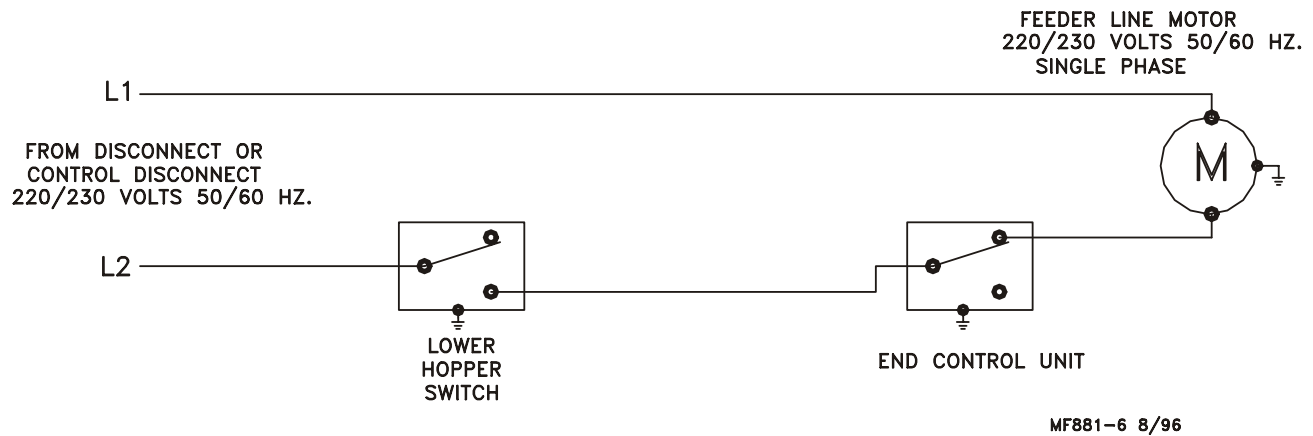 FEEDER LINE MOTOR
220/230 VOLTS 50/60 HZ.
SINGLE PHASE
L1
FROM DISCONNECT OR
CONTROL DISCONNECT
220/230 VOLTS 50/60 HZ.
M
L2
LOWER
HOPPER
SWITCH
END CONTROL UNIT
MF881-6 8/96